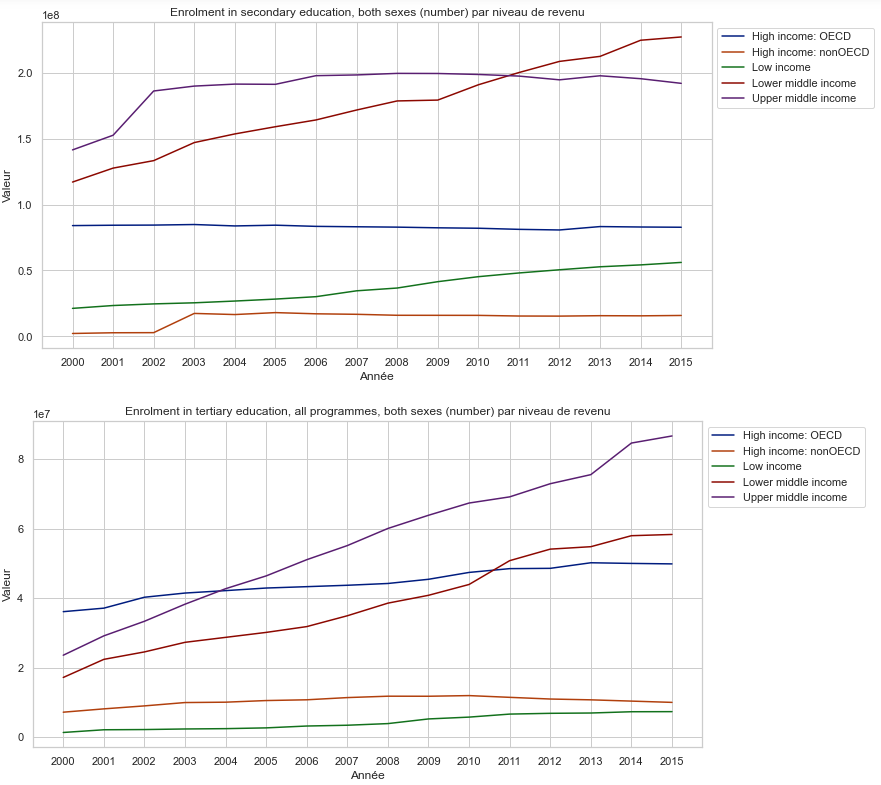 Enrolment in secondary education, both sexes (number) par niveau de revenu
1e8
High income: OECD
High income: nonOECD
Low income
Lower middle income
Upper middle income
2.0
1.5
1.0
0.5
0.0
Valeur
2000 2001 2002 2003 2004 2005 2006 2007 2008 2009 2010 2011 2012 2013 2014 2015
Année
Enrolment in tertiary education, all programmes, both sexes (number) par niveau de revenu
1e7
High income: OECD
High income: nonOECD
Low income
Lower middle income
Upper middle income
8
6
4
2
0
Valeur
2000 2001 2002 2003 2004 2005 2006 2007 2008 2009 2010 2011 2012 2013 2014 2015
Année